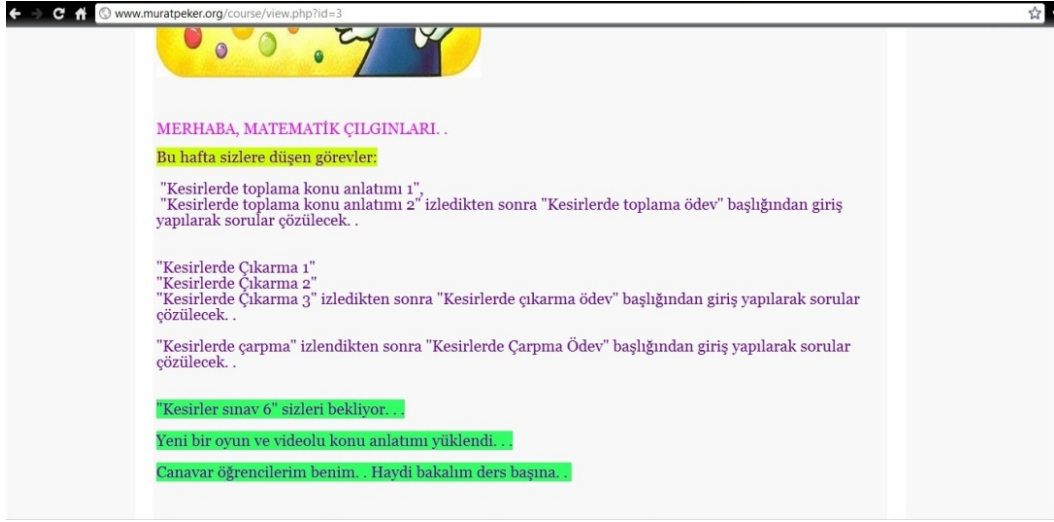 www.muratpeker.org/course/view.php?id=3
MERHABA, MATEMATİK ÇILGINLARI. .
Bu hafta sizlere düşen görevler:
"Kesirlerde toplama konu anlatımı 1",
"Kesirlerde toplama konu anlatımı 2" izledikten sonra "Kesirlerde toplama ödev" başlığından giriş
yapılarak sorular çözülecek. .
"Kesirlerde Çıkarma 1"
"Kesirlerde Çıkarma 2"
"Kesirlerde Çıkarma 3" izledikten sonra "Kesirlerde çıkarma ödev" başlığından giriş yapılarak sorular
çözülecek. .
"Kesirlerde çarpma" izlendikten sonra "Kesirlerde Çarpma Ödev" başlığından giriş yapılarak sorular
çözülecek. .
"Kesirler sınav 6" sizleri bekliyor. . .
Yeni bir oyun ve videolu konu anlatımı yüklendi. . .
Canavar öğrencilerim benim. . Haydi bakalım ders başına. .